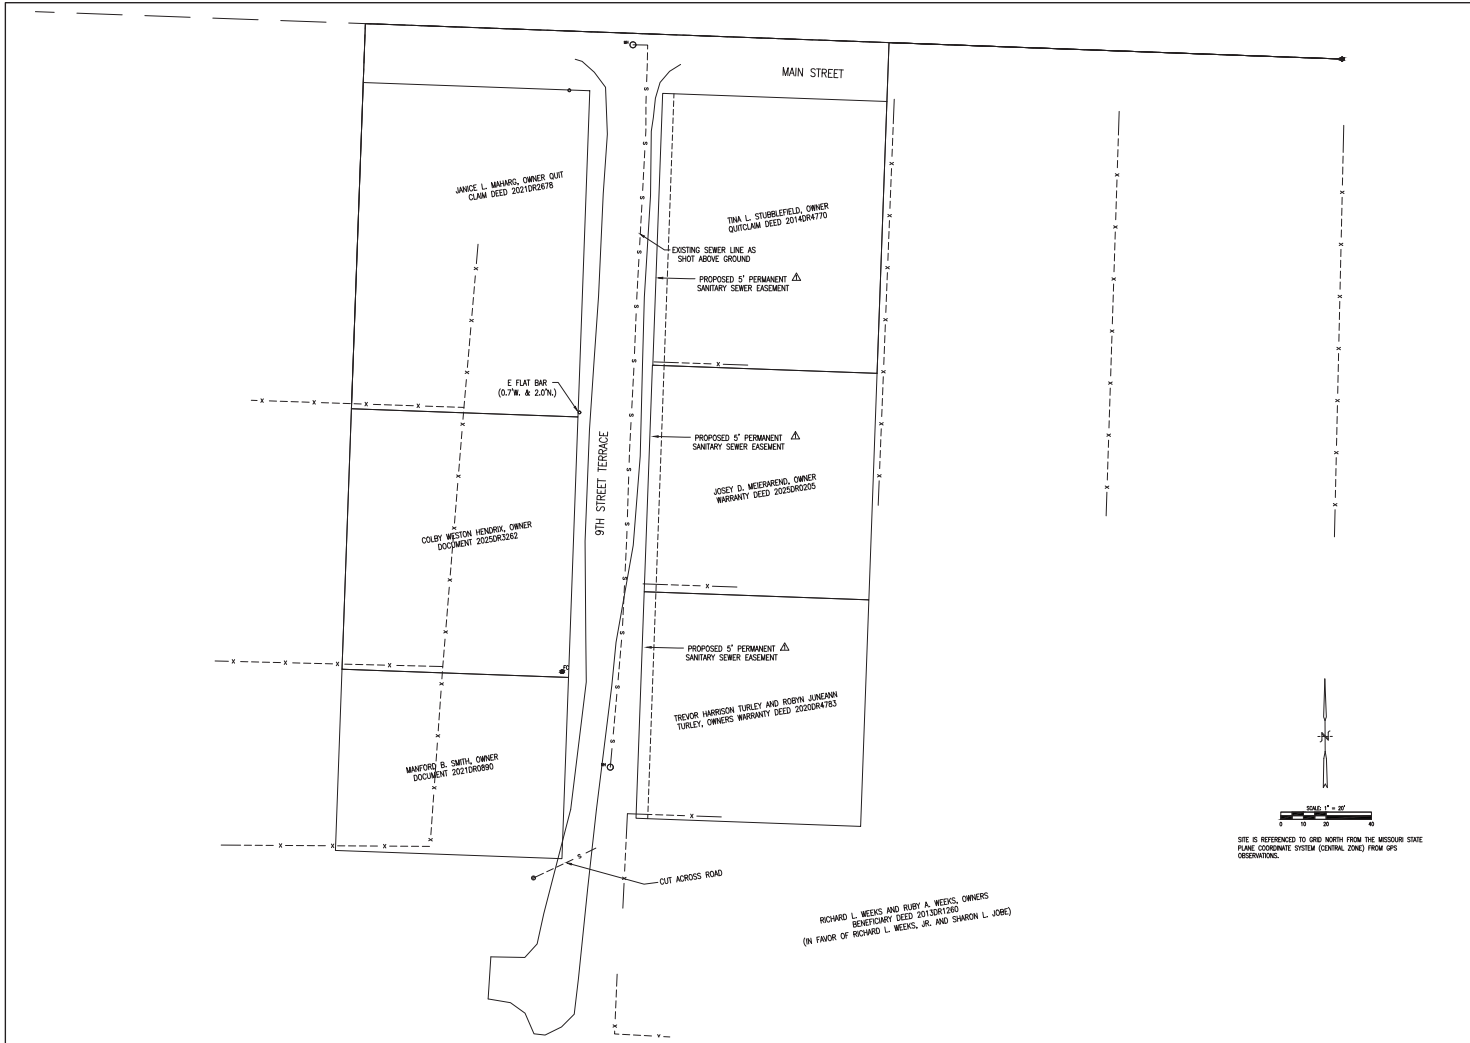 MAIN STREET
JANICE L. MAHARG, OWNER QUIT
CLAIM DEED 2021DR2678
TINA L. STUBBLEFIELD, OWNER
QUITCLAIM DEED 2014DR4770
EXISTING SEWER LINE AS
SHOT ABOVE GROUND
PROPOSED 5' PERMANENT
SANITARY SEWER EASEMENT
E FLAT BAR
(0.7'W. & 2.0'N.)
9TH STREET TERRACE
PROPOSED 5' PERMANENT
SANITARY SEWER EASEMENT
JOSEY D. MEIERAREND, OWNER
WARRANTY DEED 2025DR0205
COLBY WESTON HENDRIX, OWNER
DOCUMENT 2025DR3262
PROPOSED 5' PERMANENT
SANITARY SEWER EASEMENT
TREVOR HARRISON TURLEY AND ROBYN JUNEANN
TURLEY, OWNERS WARRANTY DEED 2020DR4783
MANFORD B. SMITH, OWNER
DOCUMENT 2021DR0890
N
SCALE: 1" = 20'
0 10 20 40
SITE IS REFERENCED TO GRID NORTH FROM THE MISSOURI STATE
PLANE COORDINATE SYSTEM (CENTRAL ZONE) FROM GPS
OBSERVATIONS.
CUT ACROSS ROAD
RICHARD L. WEEKS AND RUBY A. WEEKS, OWNERS
BENEFICIARY DEED 2013DR1260
(IN FAVOR OF RICHARD L. WEEKS, JR. AND SHARON L. JOBE)